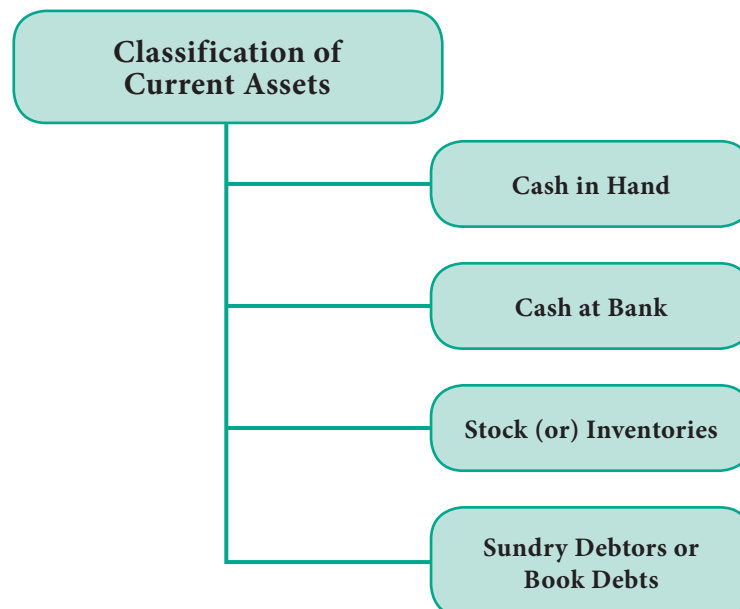 Classification of
Current Assets
Cash in Hand
Cash at Bank
Stock (or) Inventories
Sundry Debtors or
Book Debts